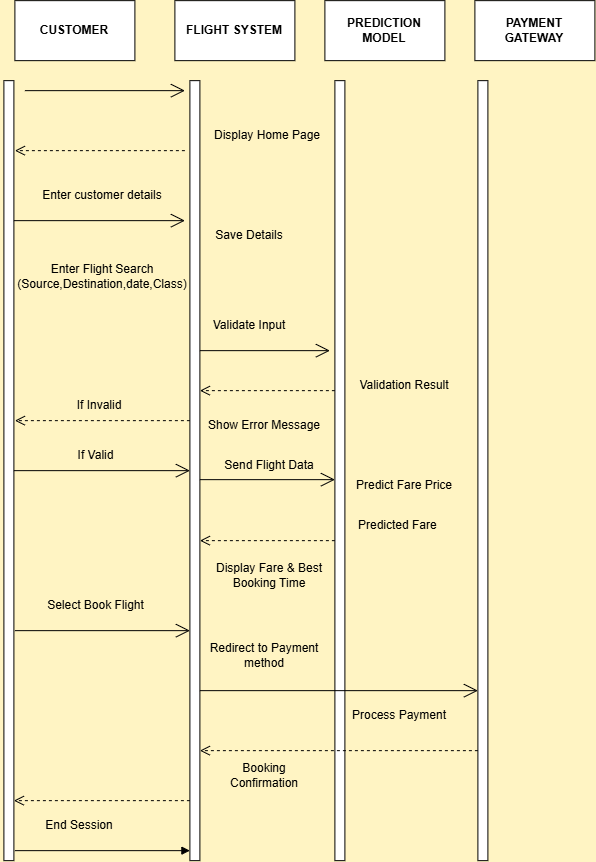 CUSTOMER
FLIGHT SYSTEM
PREDICTION
MODEL
PAYMENT
GATEWAY
Display Home Page
Enter customer details
Save Details
Enter Flight Search
(Source,Destination,date,Class)
Validate Input
Validation Result
If Invalid
Show Error Message
If Valid
Send Flight Data
Predict Fare Price
Predicted Fare
Display Fare & Best
Booking Time
Select Book Flight
Redirect to Payment
method
Process Payment
Booking
Confirmation
End Session